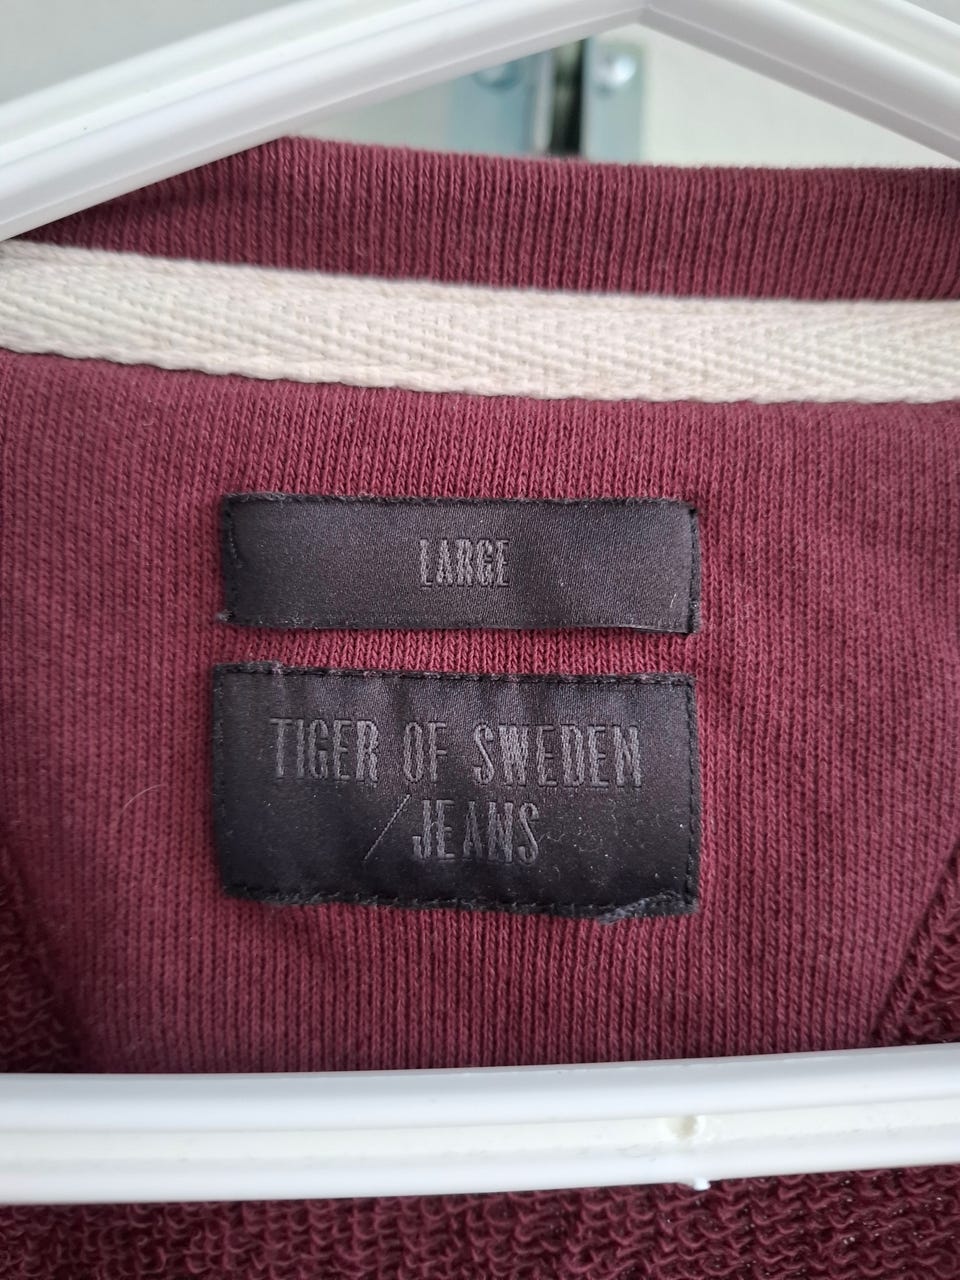 LARGE
TIGER OF SWEDEN
/JEANS